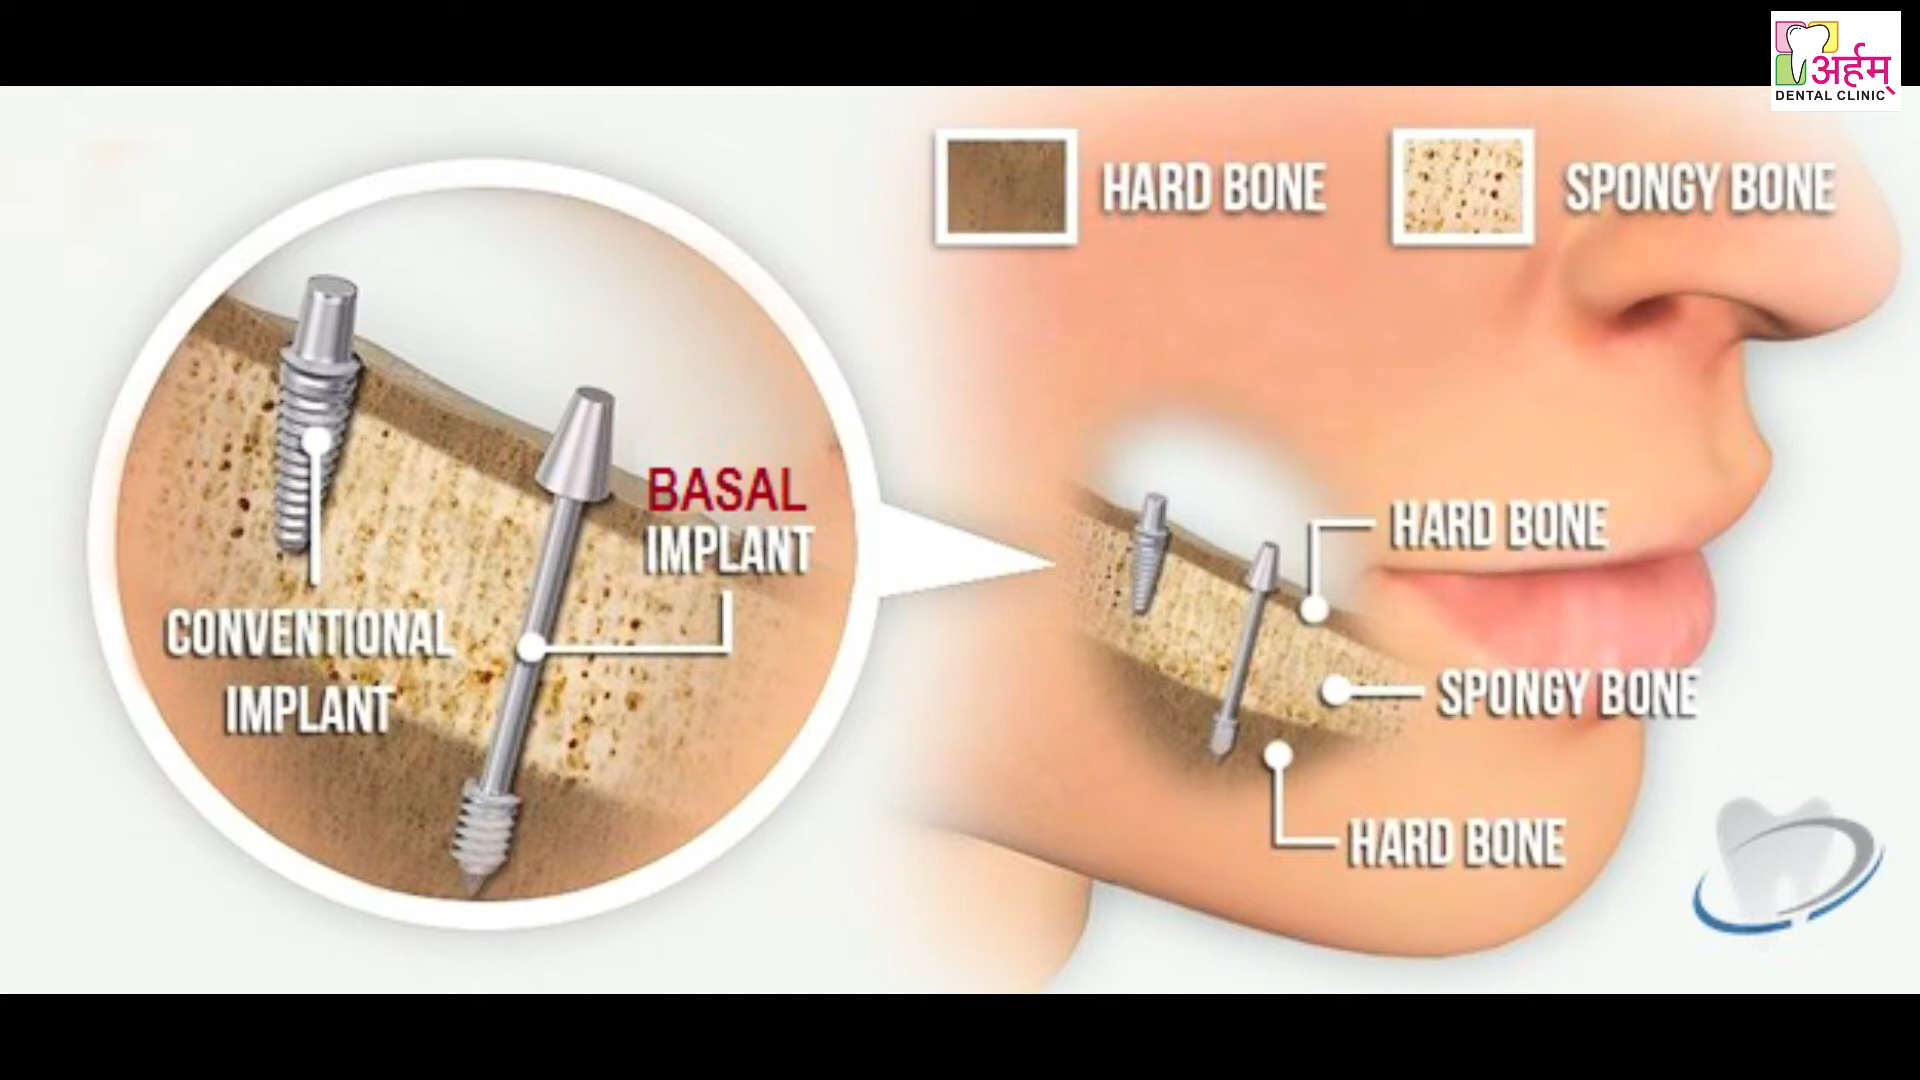 अर्हम्
DENTAL CLINIC
HARD BONE
SPONGY BONE
BASAL
IMPLANT
CONVENTIONAL
IMPLANT
HARD BONE
SPONGY BONE
HARD BONE